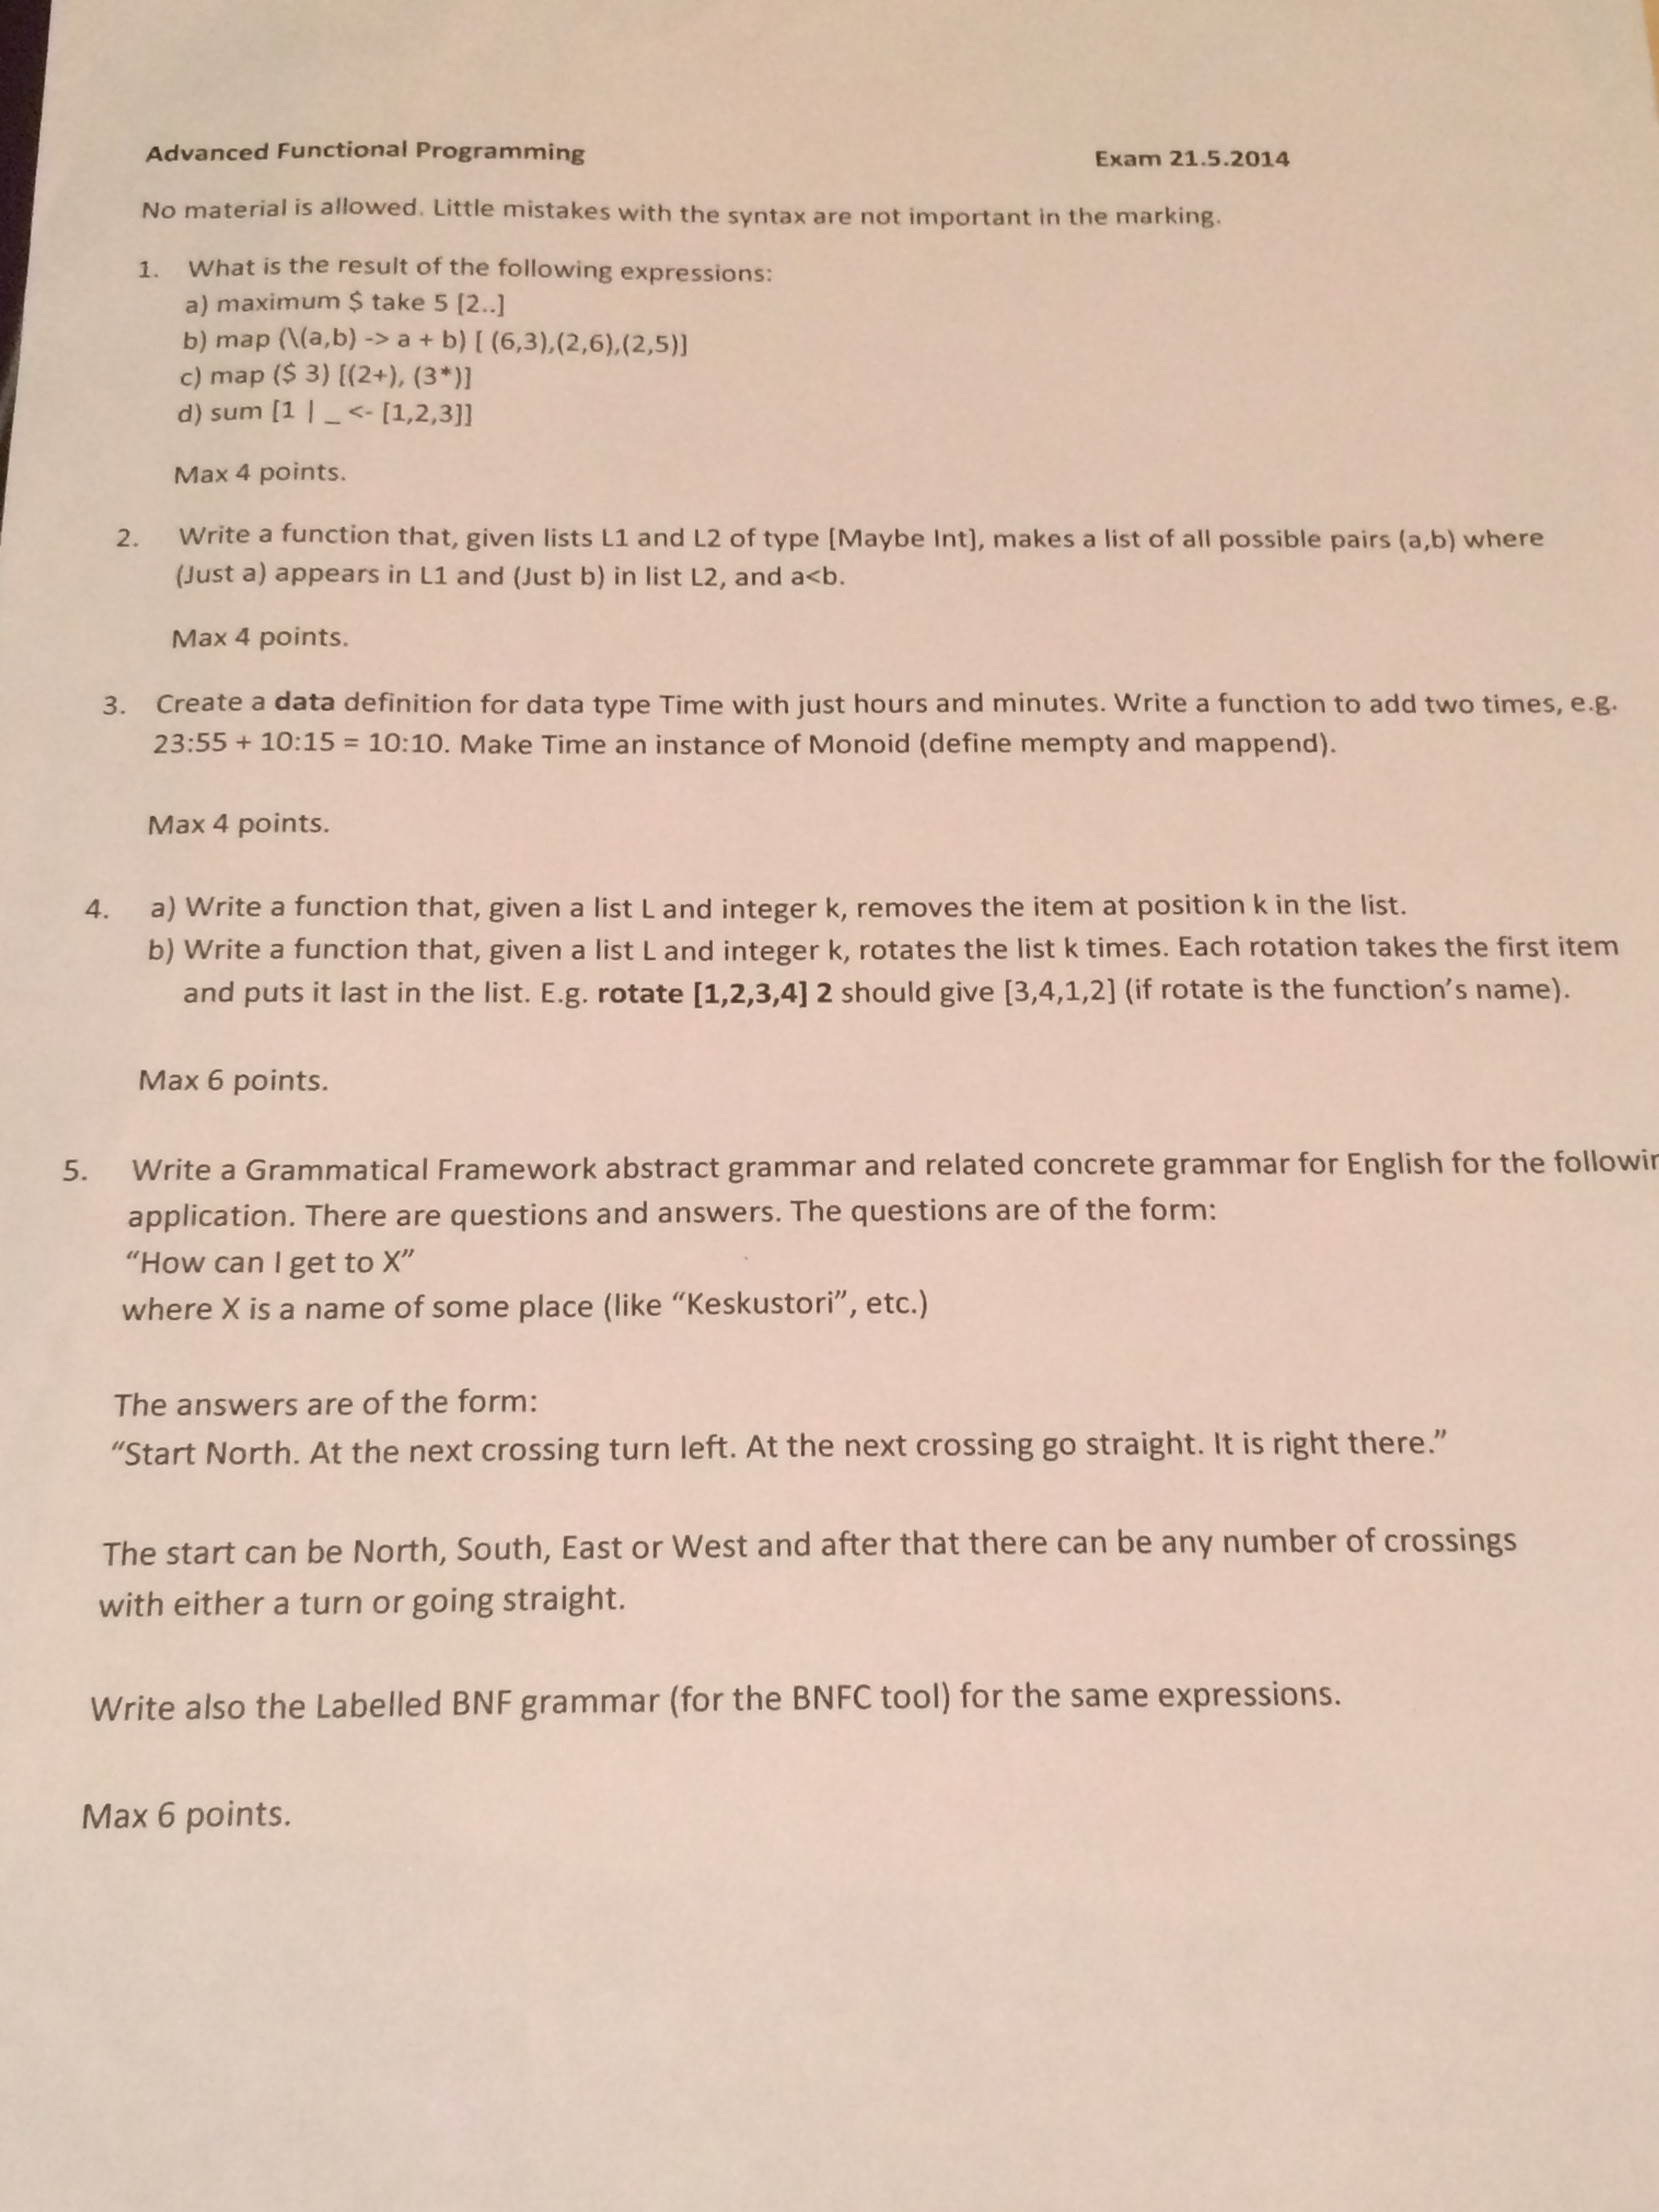 Advanced Functional Programming Exam 21.5.2014
No material is allowed. Little mistakes with the syntax are not important in the marking.
1. What is the result of the following expressions:
a) maximum $ take 5 [2..]
b) map (\(a,b) -> a + b) [ (6,3),(2,6),(2,5)]
c) map ($ 3) [(2+), (3*)]
d) sum [1 | _ <- [1,2,3]]
Max 4 points.
2. Write a function that, given lists L1 and L2 of type [Maybe Int], makes a list of all possible pairs (a,b) where
(Just a) appears in L1 and (Just b) in list L2, and a<b.
Max 4 points.
3. Create a data definition for data type Time with just hours and minutes. Write a function to add two times, e.g.
23:55 + 10:15 = 10:10. Make Time an instance of Monoid (define mempty and mappend).
Max 4 points.
4. a) Write a function that, given a list L and integer k, removes the item at position k in the list.
b) Write a function that, given a list L and integer k, rotates the list k times. Each rotation takes the first item
and puts it last in the list. E.g. rotate [1,2,3,4] 2 should give [3,4,1,2] (if rotate is the function's name).
Max 6 points.
5. Write a Grammatical Framework abstract grammar and related concrete grammar for English for the followin
application. There are questions and answers. The questions are of the form:
"How can I get to X"
where X is a name of some place (like "Keskustori", etc.)
The answers are of the form:
"Start North. At the next crossing turn left. At the next crossing go straight. It is right there."
The start can be North, South, East or West and after that there can be any number of crossings
with either a turn or going straight.
Write also the Labelled BNF grammar (for the BNFC tool) for the same expressions.
Max 6 points.